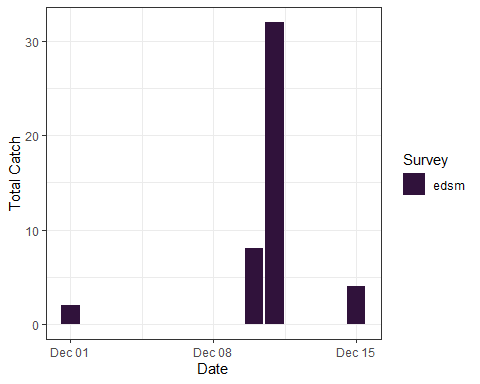 30
20
10
0
Total Catch
Dec 01 Dec 08 Dec 15
Date
Survey
edsm